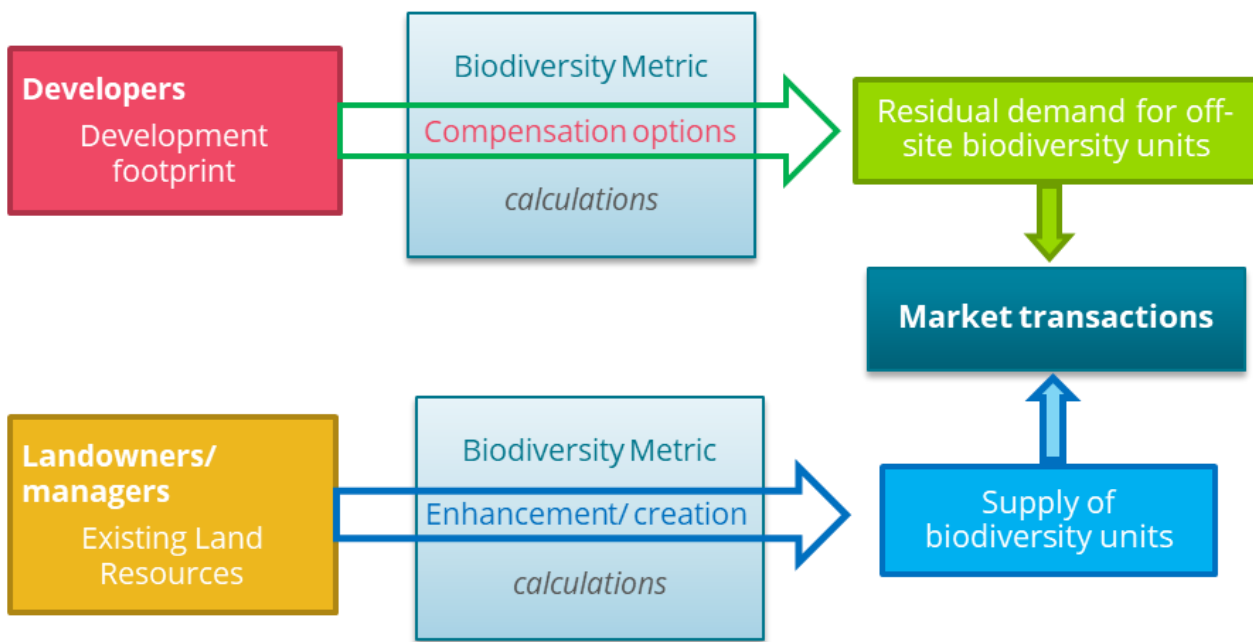 Developers
Development
footprint
Biodiversity Metric
Compensation options
calculations
Residual demand for off-
site biodiversity units
Market transactions
Landowners/
managers
Existing Land
Resources
Biodiversity Metric
Enhancement/ creation
calculations
Supply of
biodiversity units